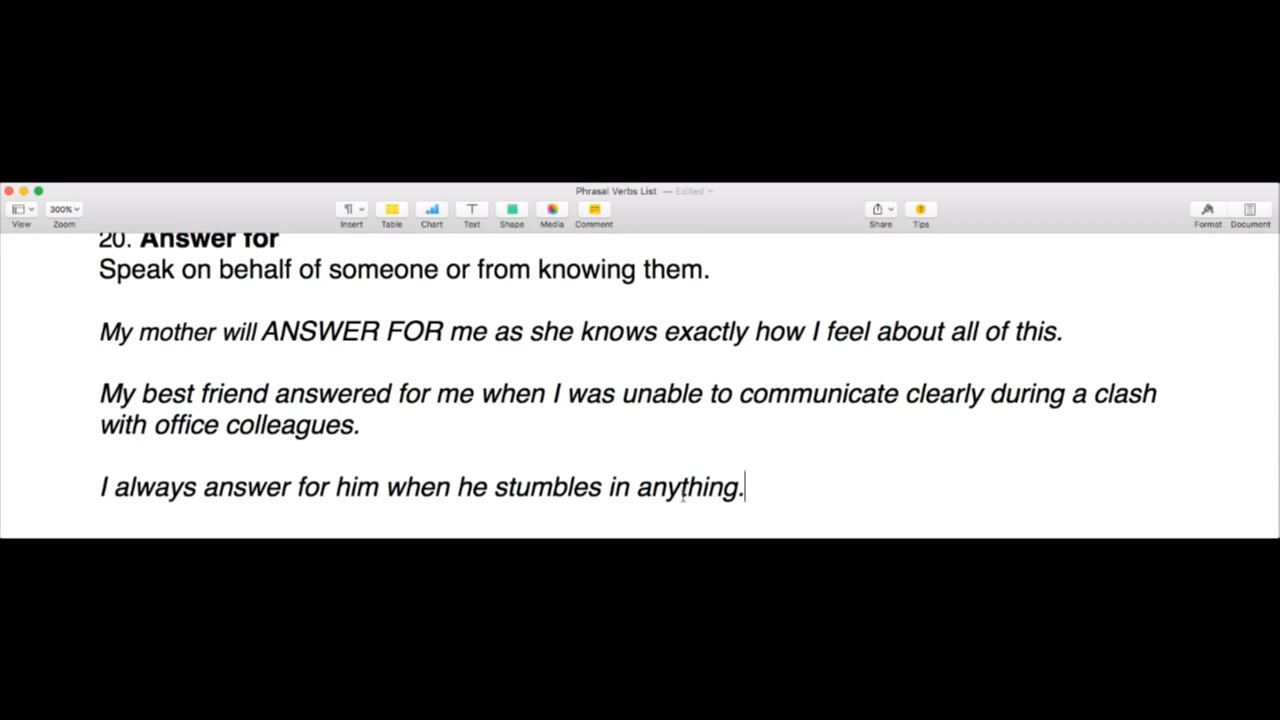 Phrasal Verbs List — Edited
300%
View Zoom Insert Table Chart Text Shape Media Comment Share Tips Format Document
20. Answer for
Speak on behalf of someone or from knowing them.
My mother will ANSWER FOR me as she knows exactly how I feel about all of this.
My best friend answered for me when I was unable to communicate clearly during a clash
with office colleagues.
I always answer for him when he stumbles in anything.